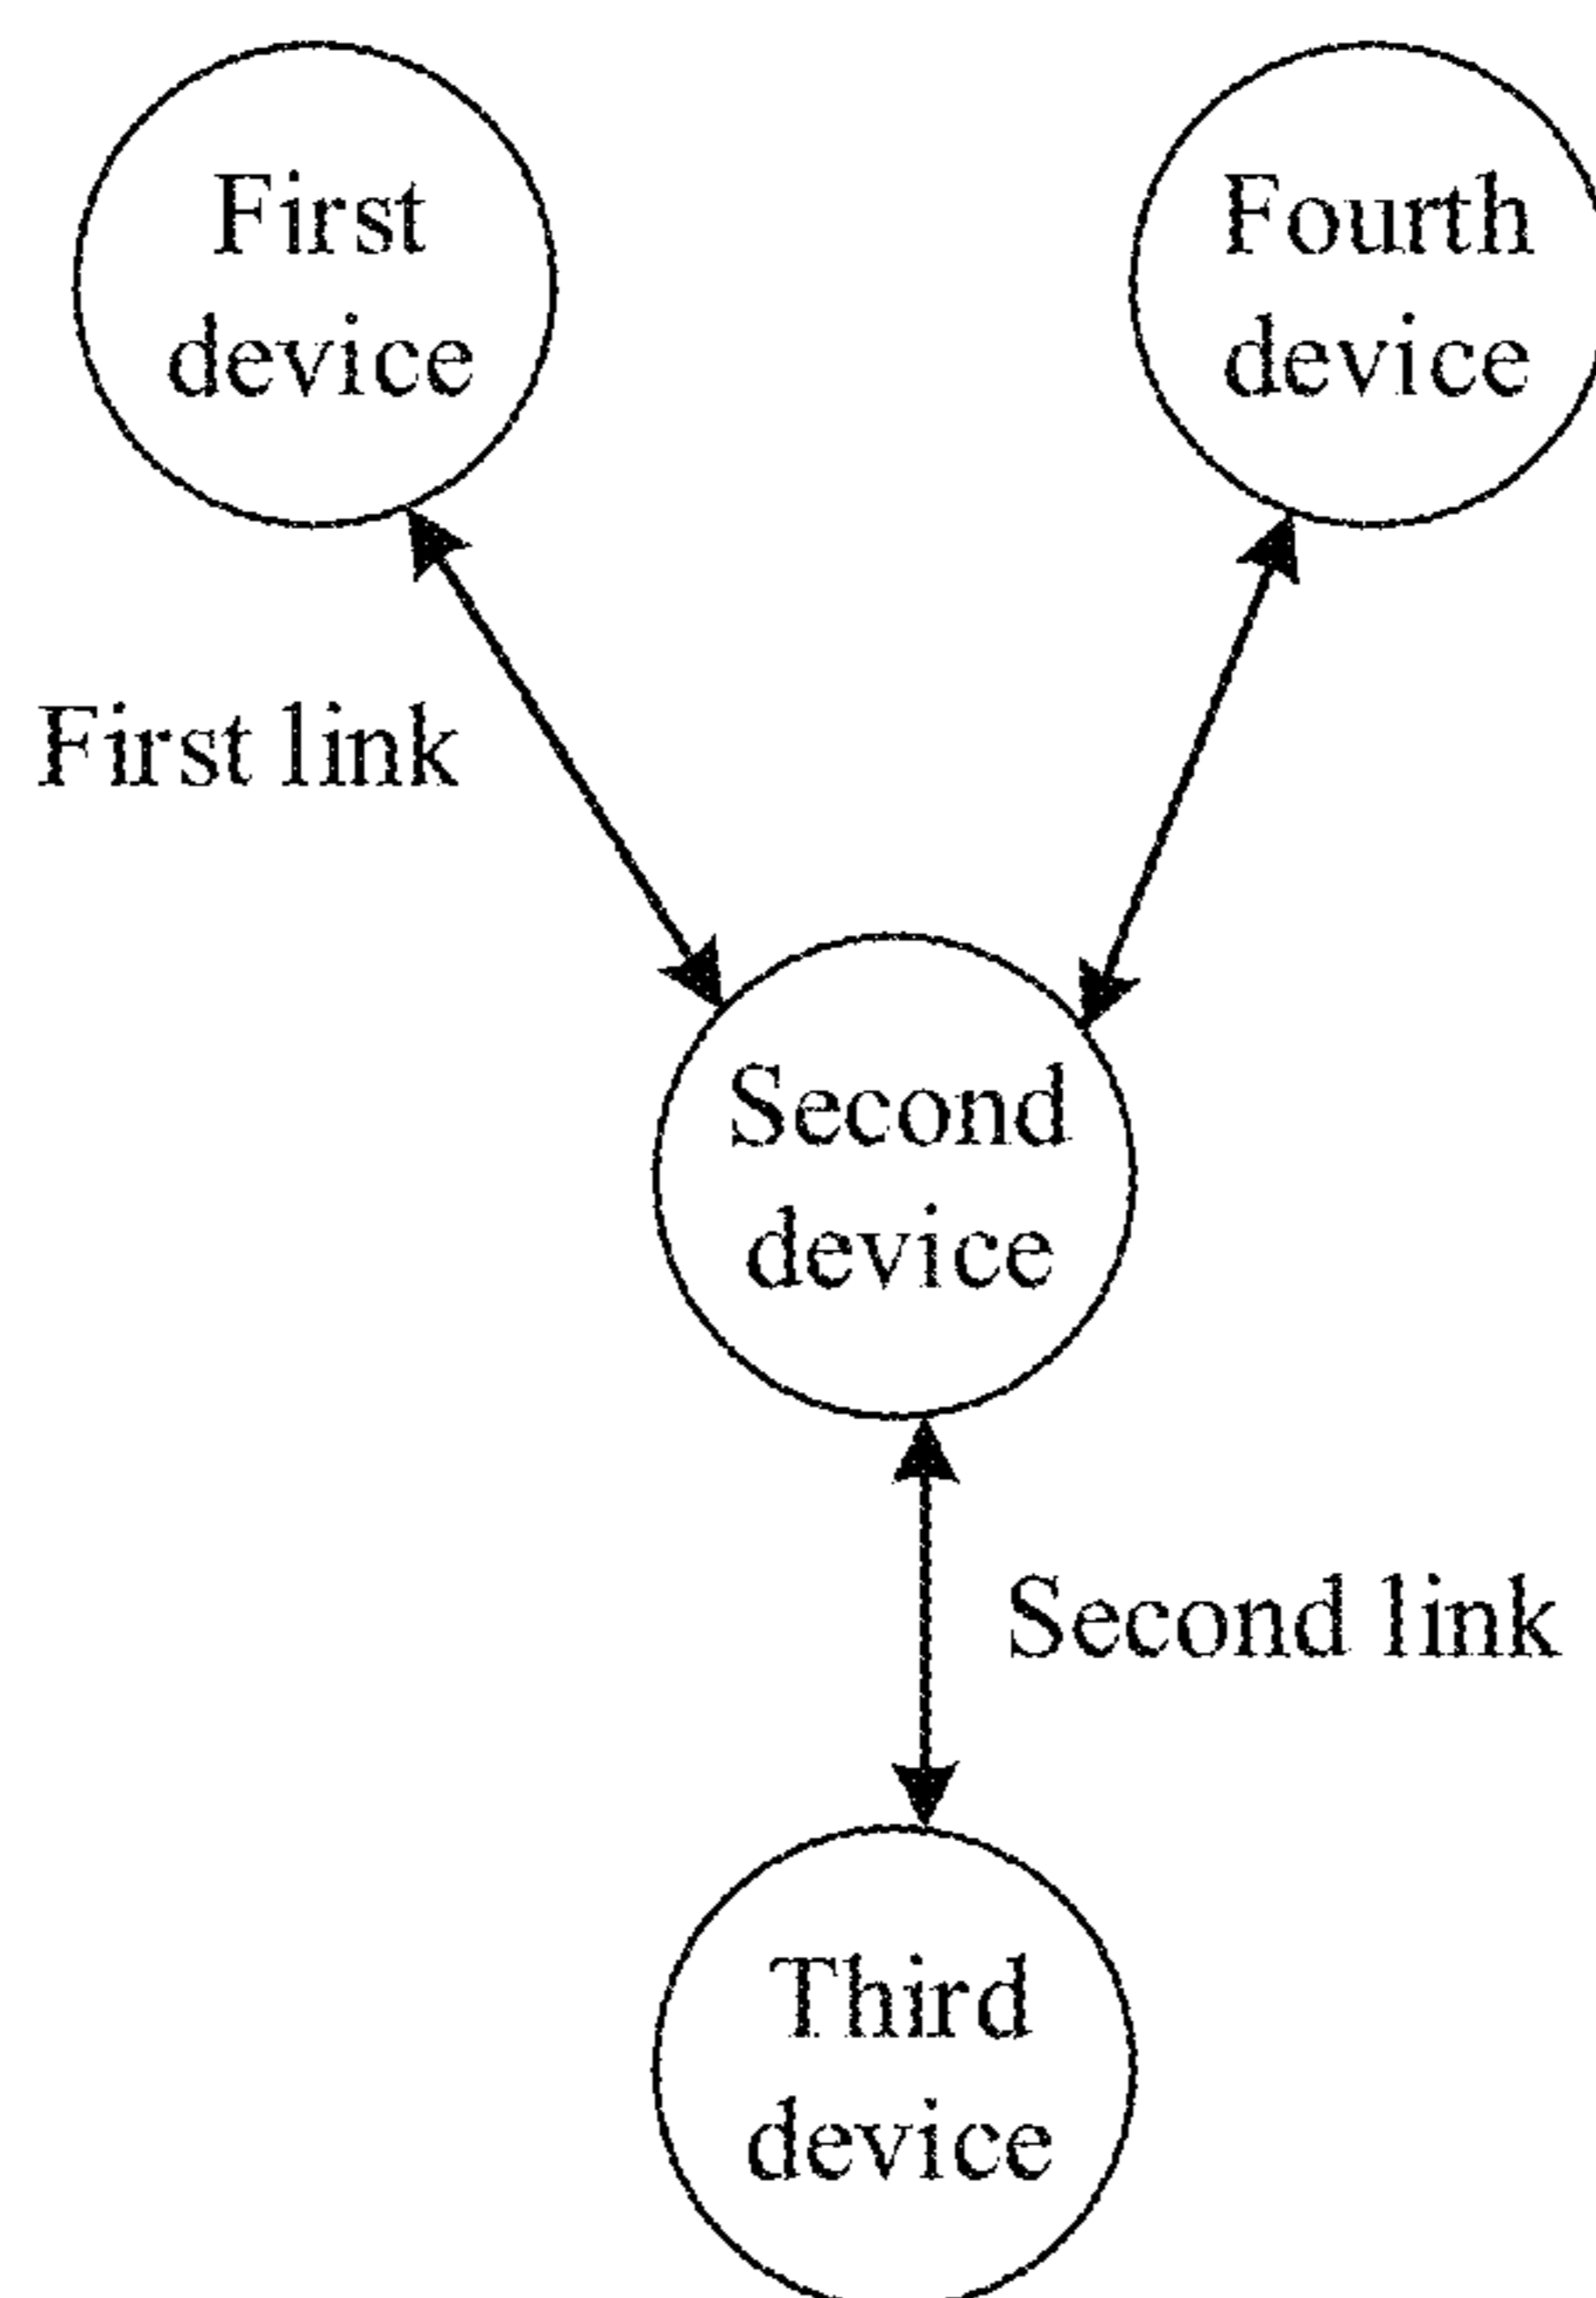 First
device
Fourth
device
First link
Second
device
Second link
Third
device